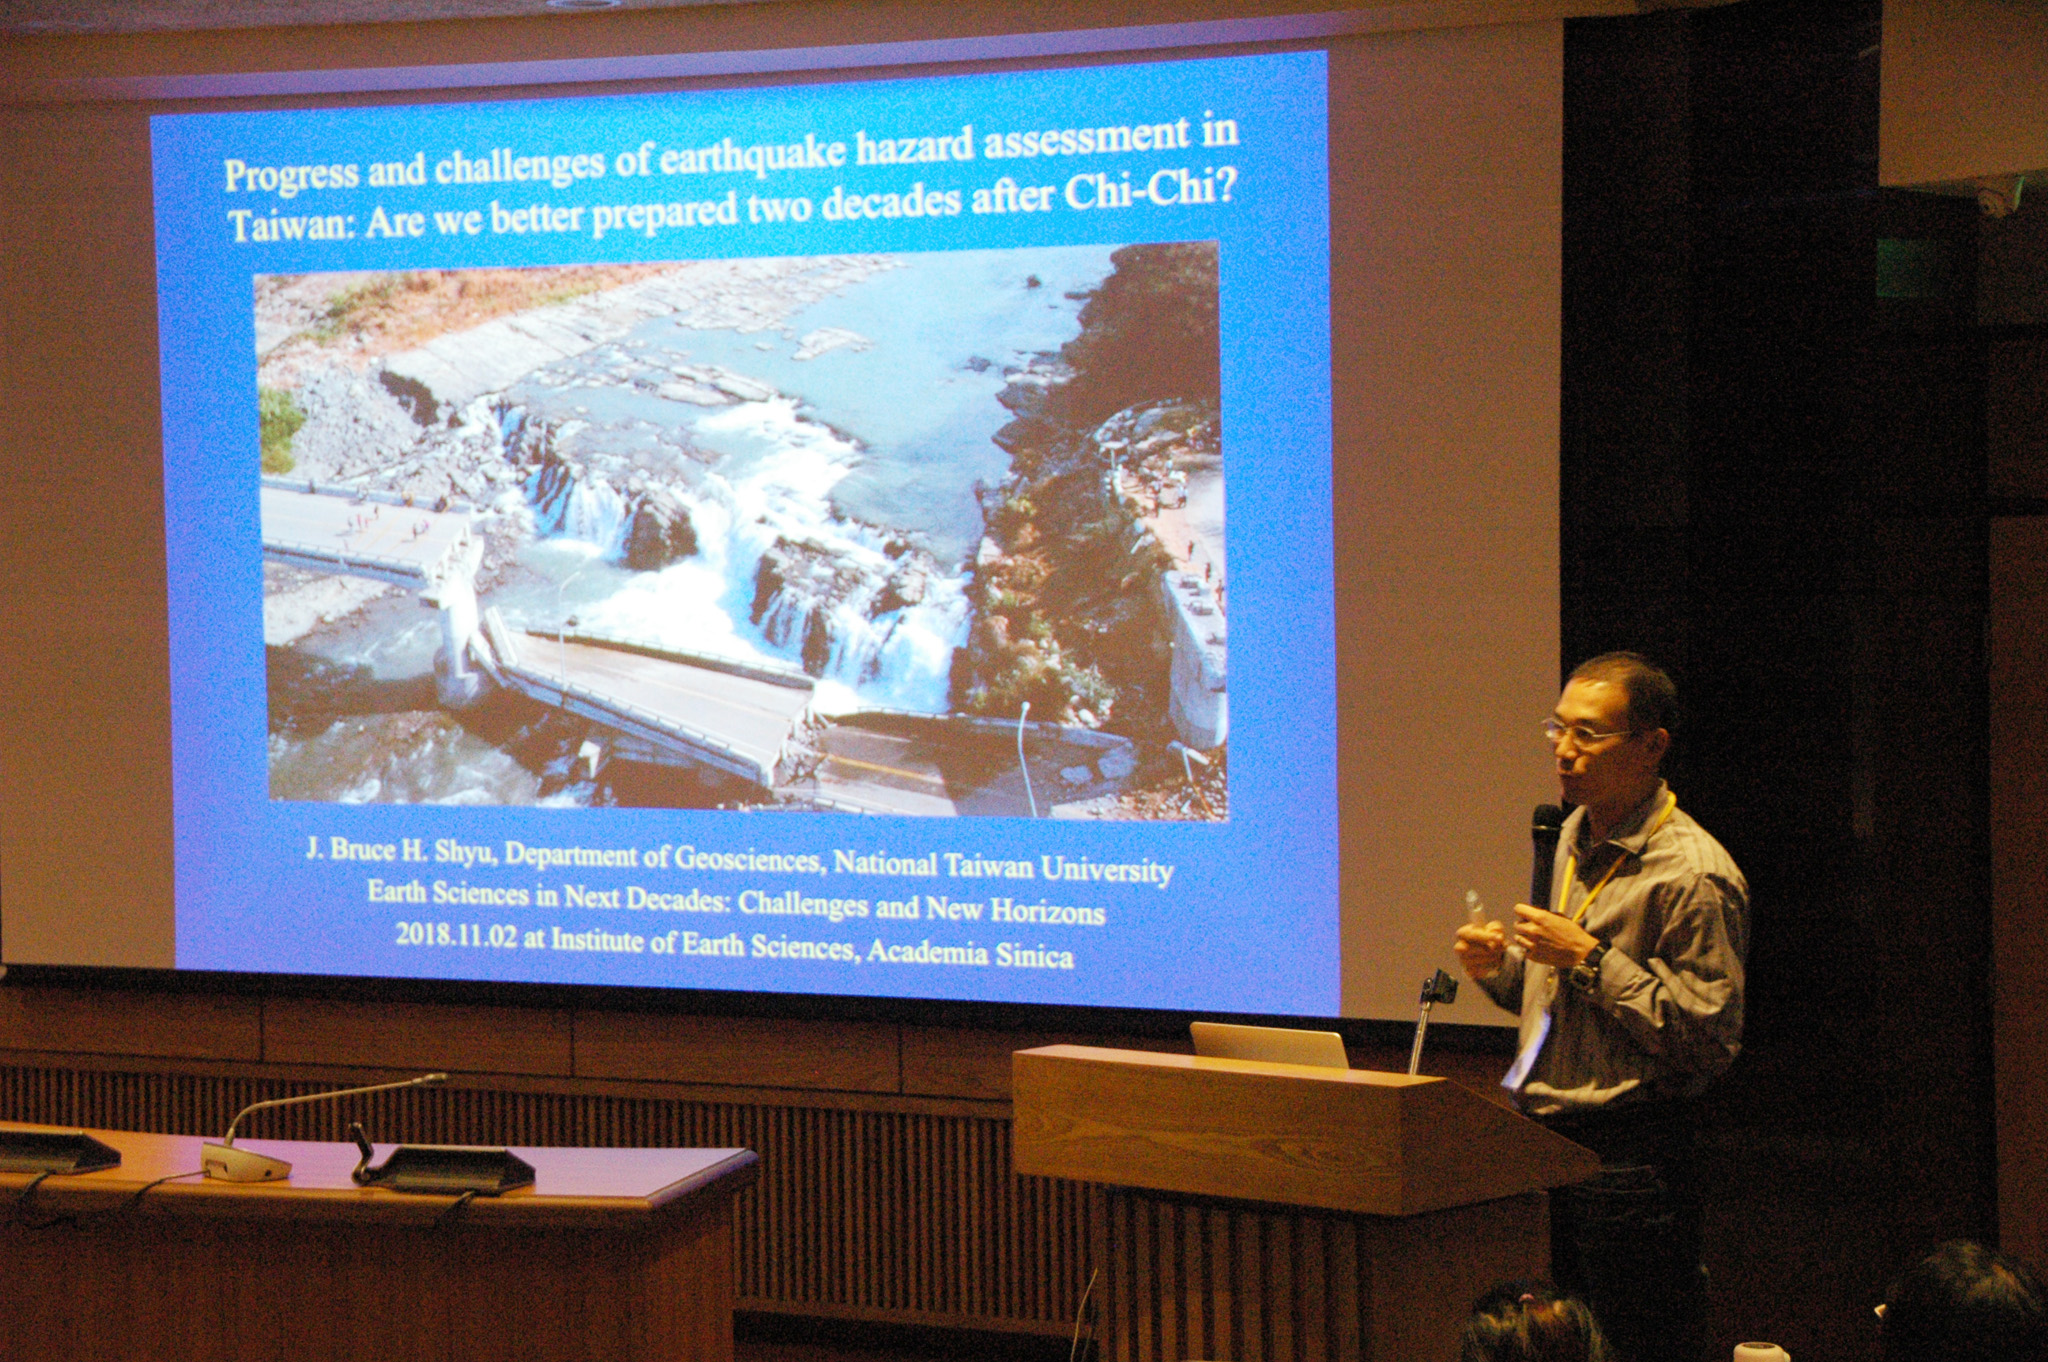 Progress and challenges of earthquake hazard assessment in
Taiwan: Are we better prepared two decades after Chi-Chi?
J. Bruce H. Shyu, Department of Geosciences, National Taiwan University
Earth Sciences in Next Decades: Challenges and New Horizons
2018.11.02 at Institute of Earth Sciences, Academia Sinica